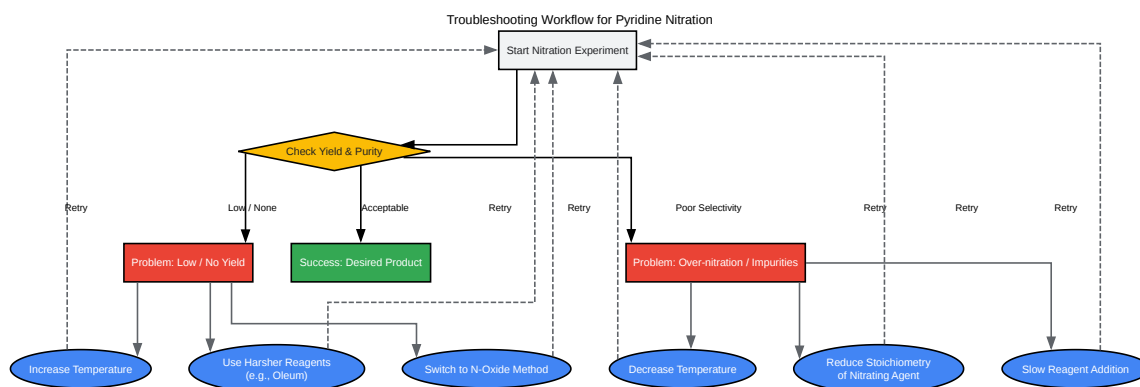 Troubleshooting Workflow for Pyridine Nitration
Start Nitration Experiment
Check Yield & Purity
Retry
Low / None
Acceptable
Retry
Retry
Poor Selectivity
Retry
Retry
Retry
Problem: Low / No Yield
Success: Desired Product
Problem: Over-nitration / Impurities
Increase Temperature
Use Harsher Reagents
(e.g., Oleum)
Switch to N-Oxide Method
Decrease Temperature
Reduce Stoichiometry
of Nitrating Agent
Slow Reagent Addition